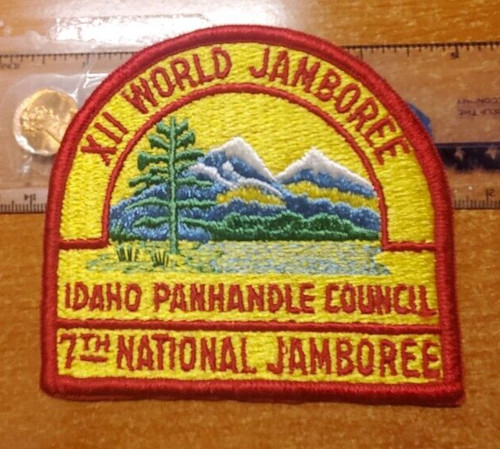 XII WORLD JAMBOREE
IDAHO PANHANDLE COUNCIL
7TH NATIONAL JAMBOREE